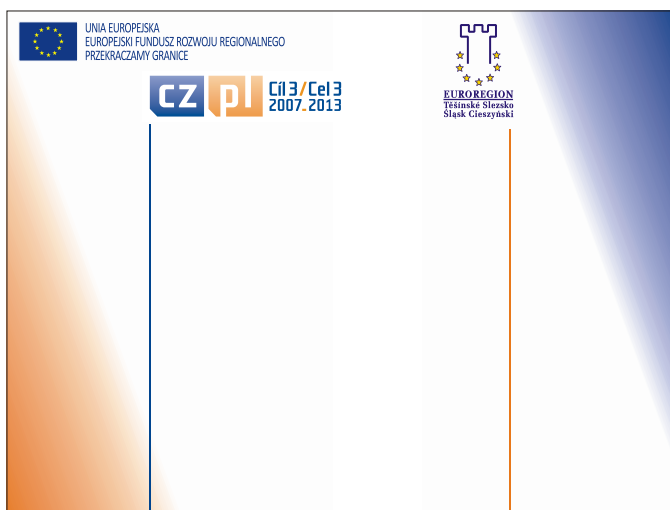 UNIA EUROPEJSKA
EUROPEJSKI FUNDUSZ ROZWOJU REGIONALNEGO
PRZEKRACZAMY GRANICE
cz pl Cíl 3 / Cel 3
2007-2013
EUROREGION
Těšínské Slezsko
Śląsk Cieszyński